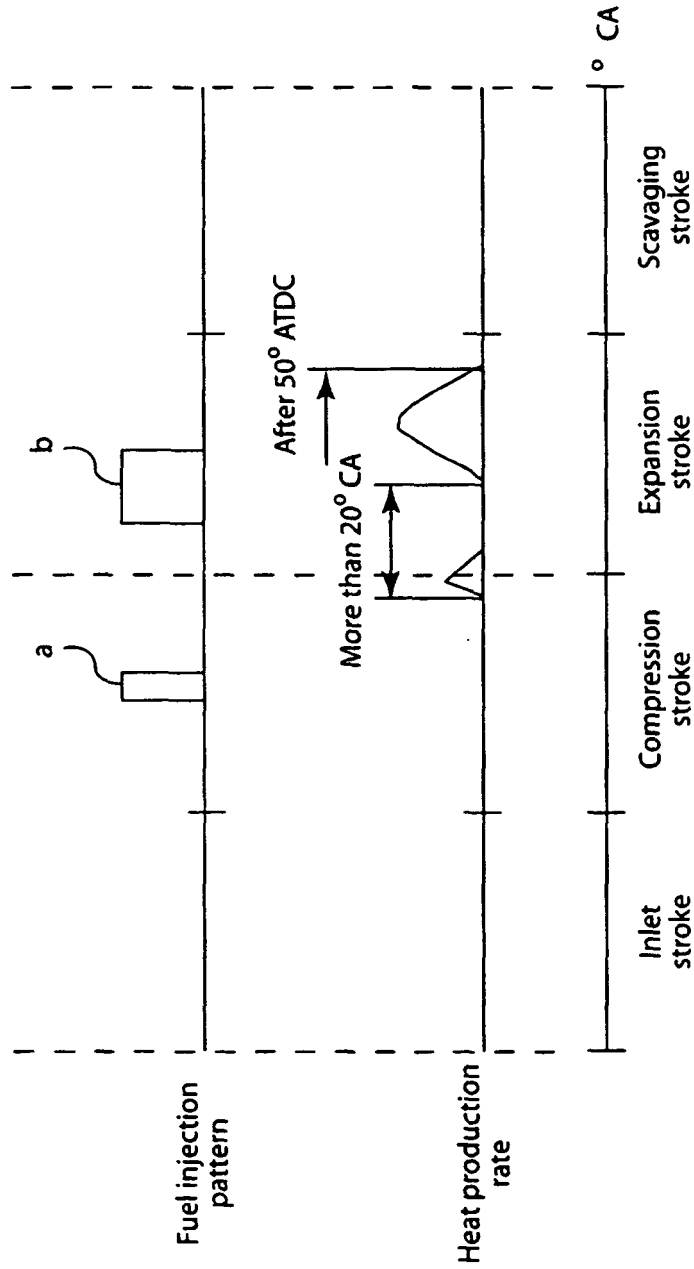 Fuel injection
pattern
a
b
Heat production
rate
More than 20° CA
After 50° ATDC
° CA
Inlet
stroke
Compression
stroke
Expansion
stroke
Scavaging
stroke